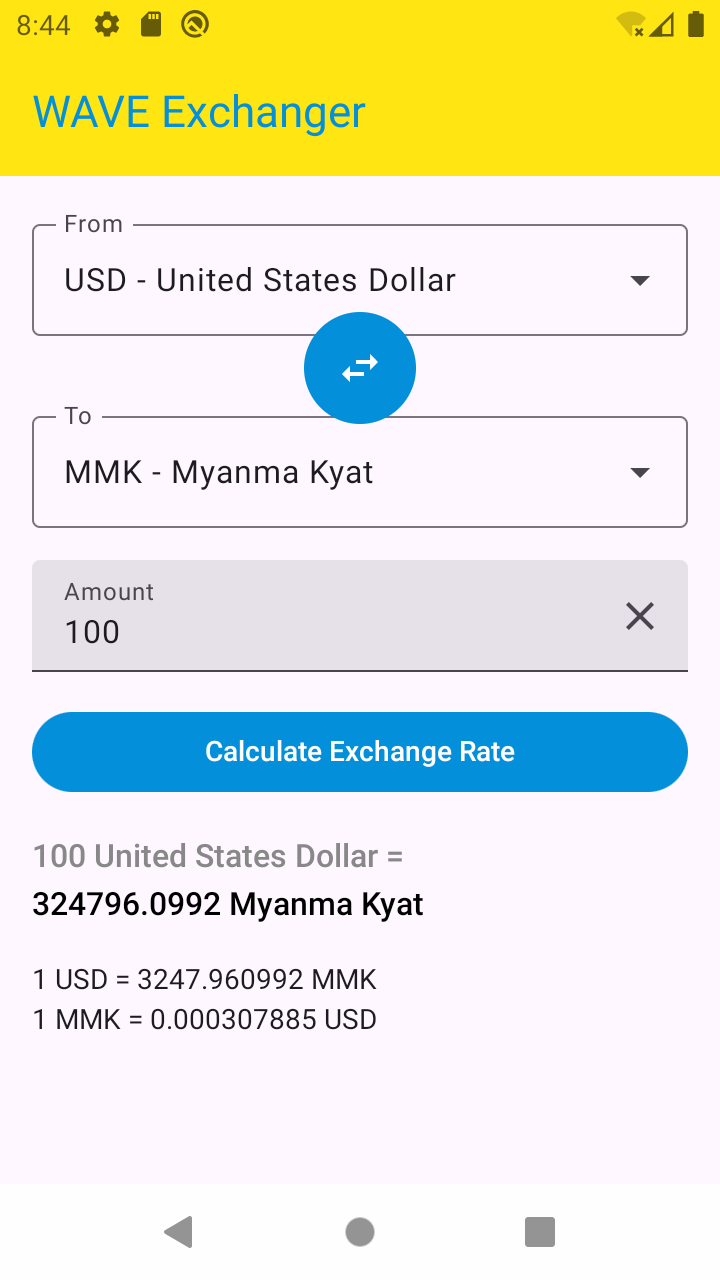 8:44
WAVE Exchanger
From
USD - United States Dollar
To
MMK - Myanma Kyat
Amount
100
Calculate Exchange Rate
100 United States Dollar =
324796.0992 Myanma Kyat
1 USD = 3247.960992 MMK
1 MMK = 0.000307885 USD